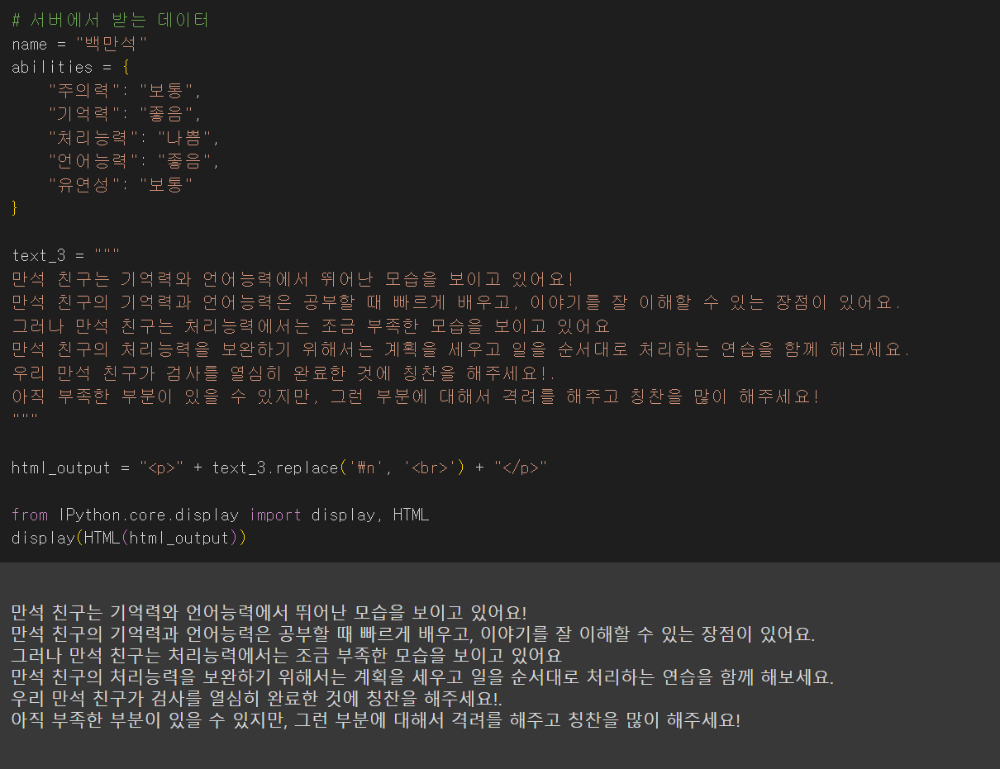 # 서버에서 받는 데이터
name = "백만석"
abilities = {
    "주의력": "보통",
    "기억력": "좋음",
    "처리능력": "나쁨",
    "언어능력": "좋음",
    "유연성": "보통"
}
text_3 = """
만석 친구는 기억력와 언어능력에서 뛰어난 모습을 보이고 있어요!
만석 친구의 기억력과 언어능력은 공부할 때 빠르게 배우고, 이야기를 잘 이해할 수 있는 장점이 있어요.
그러나 만석 친구는 처리능력에서는 조금 부족한 모습을 보이고 있어요
만석 친구의 처리능력을 보완하기 위해서는 계획을 세우고 일을 순서대로 처리하는 연습을 함께 해보세요.
우리 만석 친구가 검사를 열심히 완료한 것에 칭찬을 해주세요!.
아직 부족한 부분이 있을 수 있지만, 그런 부분에 대해서 격려를 해주고 칭찬을 많이 해주세요!
"""
html_output = "<p>" + text_3.replace('₩n', '<br>') + "</p>"
from IPython.core.display import display, HTML
display(HTML(html_output))
만석 친구는 기억력와 언어능력에서 뛰어난 모습을 보이고 있어요!
만석 친구의 기억력과 언어능력은 공부할 때 빠르게 배우고, 이야기를 잘 이해할 수 있는 장점이 있어요.
그러나 만석 친구는 처리능력에서는 조금 부족한 모습을 보이고 있어요
만석 친구의 처리능력을 보완하기 위해서는 계획을 세우고 일을 순서대로 처리하는 연습을 함께 해보세요.
우리 만석 친구가 검사를 열심히 완료한 것에 칭찬을 해주세요!.
아직 부족한 부분이 있을 수 있지만, 그런 부분에 대해서 격려를 해주고 칭찬을 많이 해주세요!